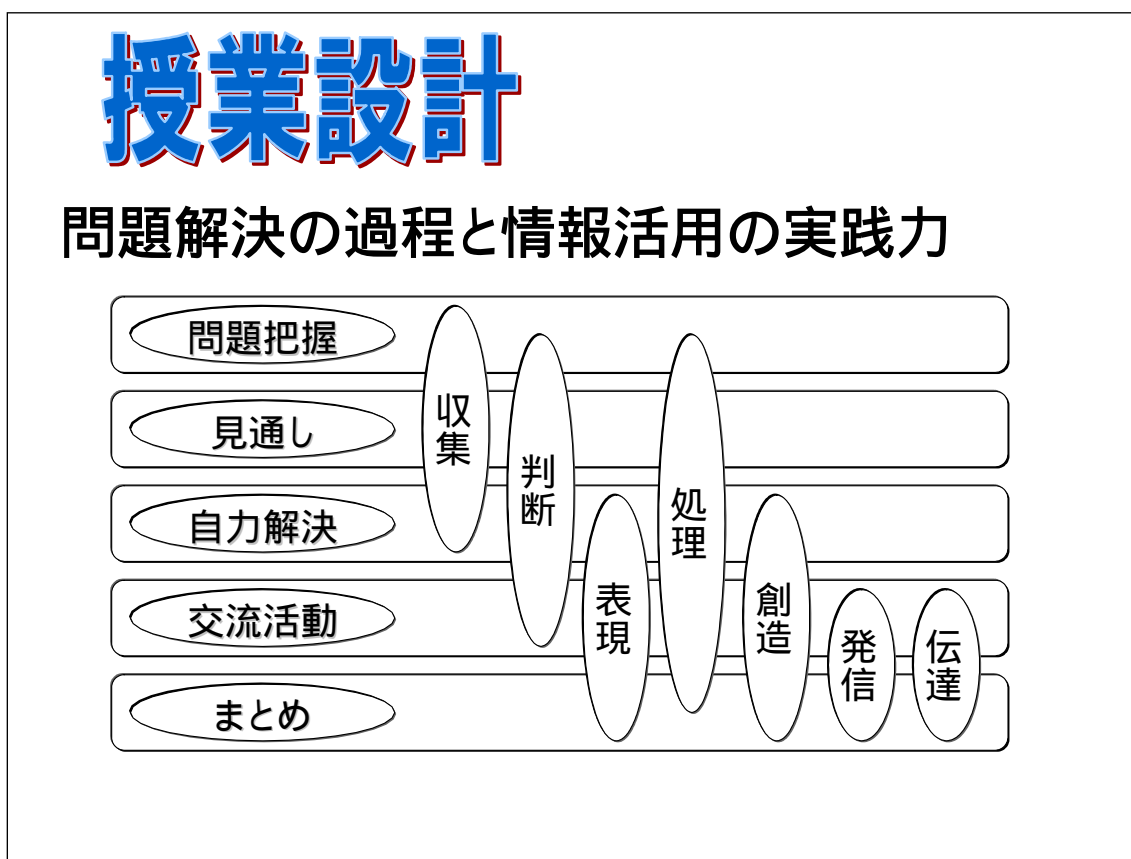 授業設計
問題解決の過程と情報活用の実践力
問題把握
見通し
自力解決
交流活動
まとめ
収集
判断
表現
処理
創造
発信
伝達